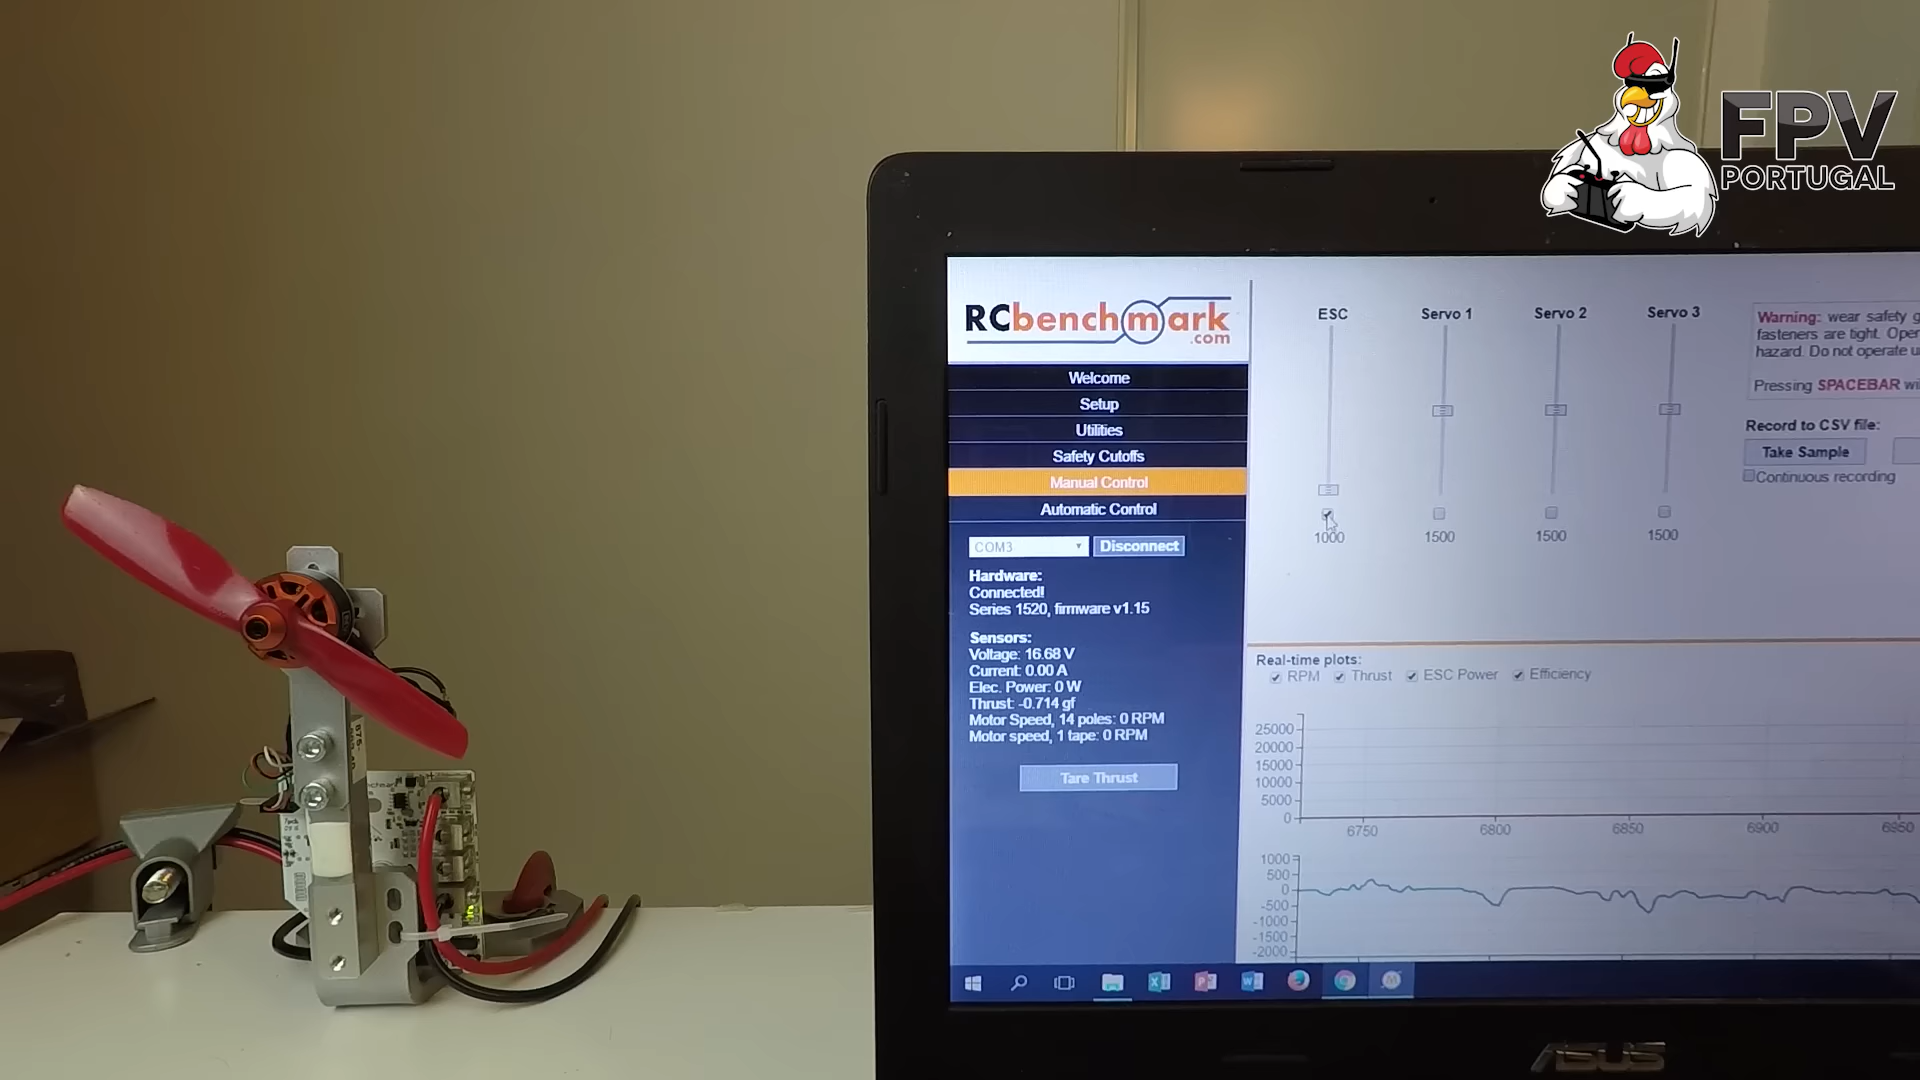 FPV
PORTUGAL
RCbenchmark
.com
Welcome
Setup
Utilities
Safety Cutoffs
Manual Control
Automatic Control
COM3
Disconnect
Hardware:
Connected!
Series 1520, firmware v1.15
Sensors:
Voltage: 16.68 V
Current: 0.00 A
Elec. Power: 0 W
Thrust: -0.714 gf
Motor Speed, 14 poles: 0 RPM
Motor speed, 1 tape: 0 RPM
Tare Thrust
ESC Servo 1 Servo 2 Servo 3
1000 1500 1500 1500
Warning: wear safety
fasteners are tight.
hazard. Do not operate
Pressing SPACEBAR
Record to CSV file:
Take Sample
Continuous recording
Real-time plots:
RPM Thrust ESC Power Efficiency
25000
20000
15000
10000
5000
0
6750 6800 6850 6900 6950
1000
500
0
-500
-1000
-1500
-2000
ASUS